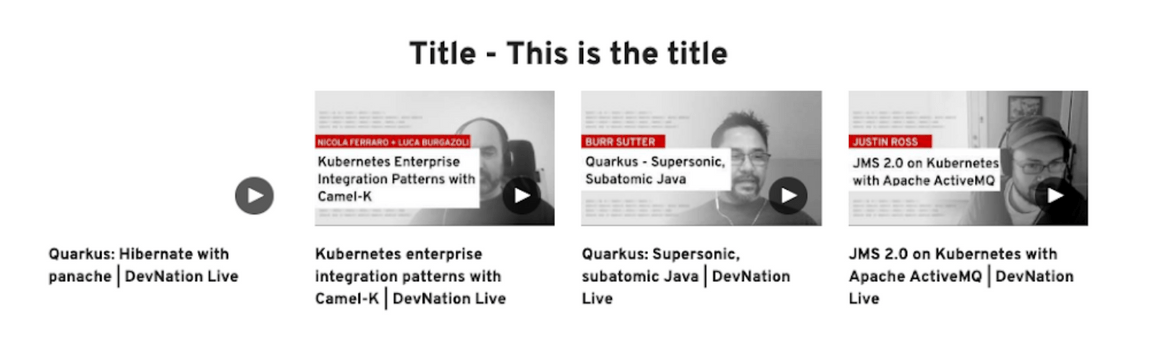 Title - This is the title
NICOLA FERRARO + LUCA BURGAZOLI
Kubernetes Enterprise
Integration Patterns with
Camel-K
BURR SUTTER
Quarkus - Supersonic,
Subatomic Java
JUSTIN ROSS
JMS 2.0 on Kubernetes
with Apache ActiveMQ
Quarkus: Hibernate with
panache | DevNation Live
Kubernetes enterprise
integration patterns with
Camel-K | DevNation Live
Quarkus: Supersonic,
subatomic Java | DevNation
Live
JMS 2.0 on Kubernetes with
Apache ActiveMQ | DevNation
Live